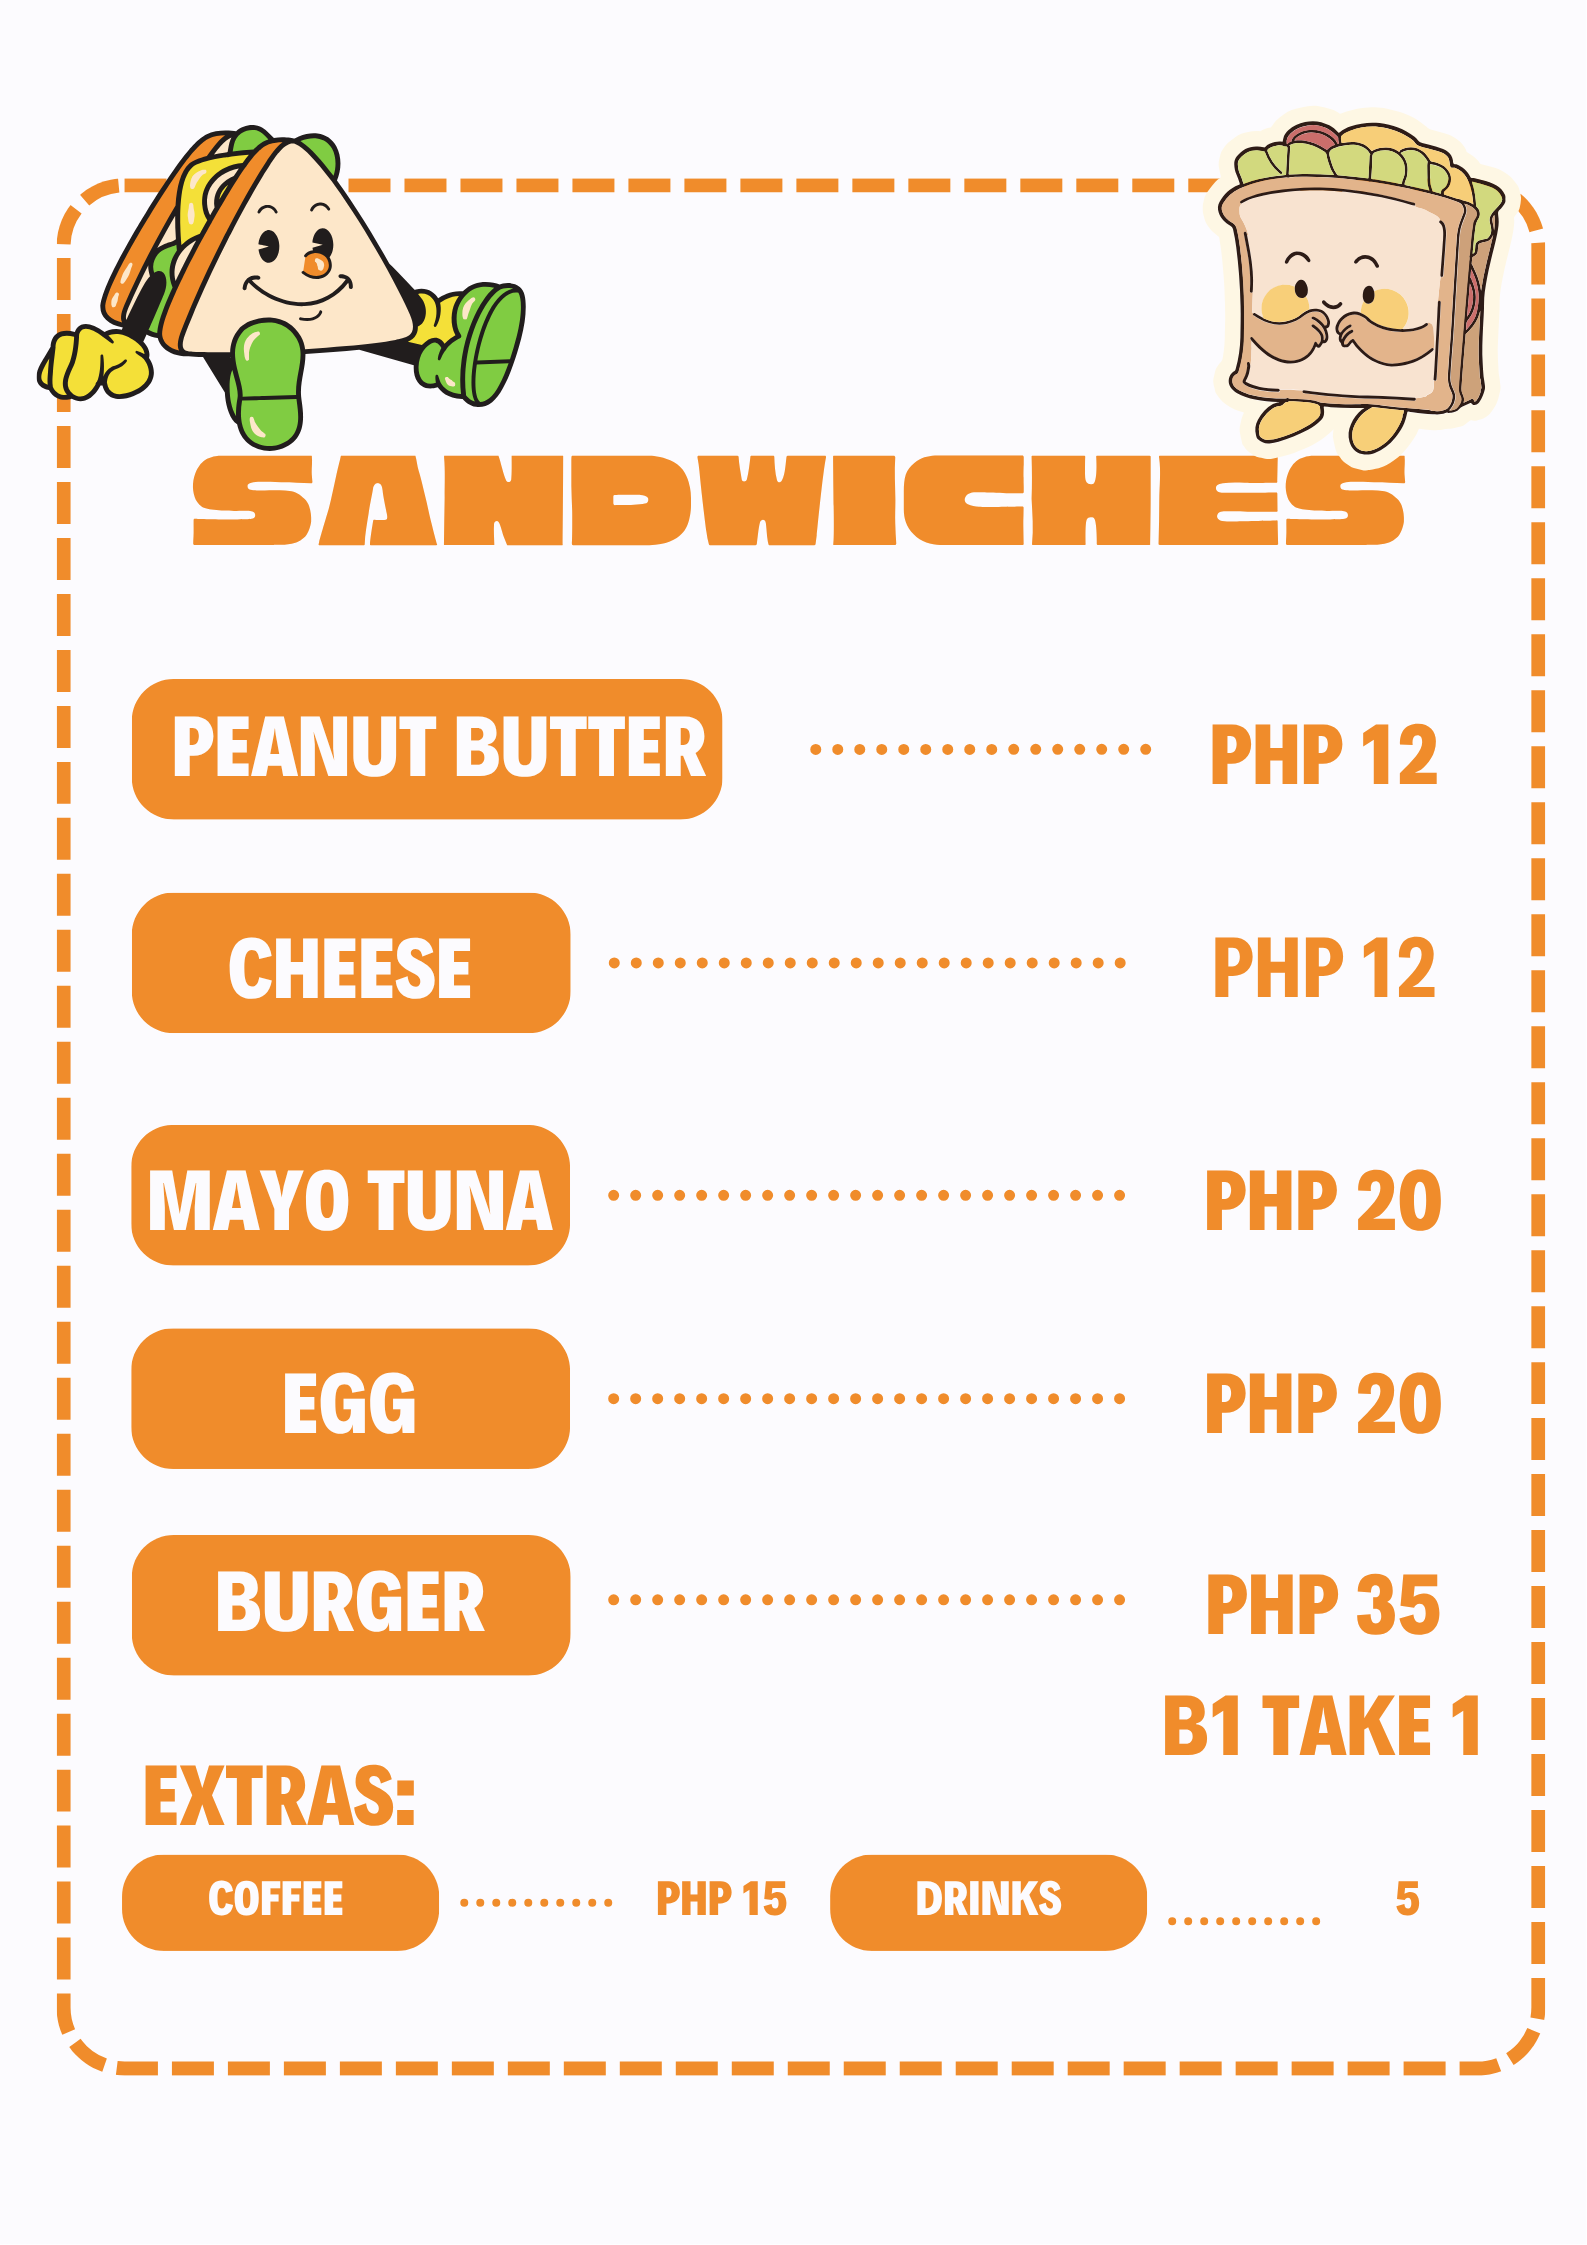 SANDWICHES
PEANUT BUTTER PHP 12
CHEESE PHP 12
MAYO TUNA PHP 20
EGG PHP 20
BURGER PHP 35
B1 TAKE 1
EXTRAS:
COFFEE PHP 15 DRINKS 5